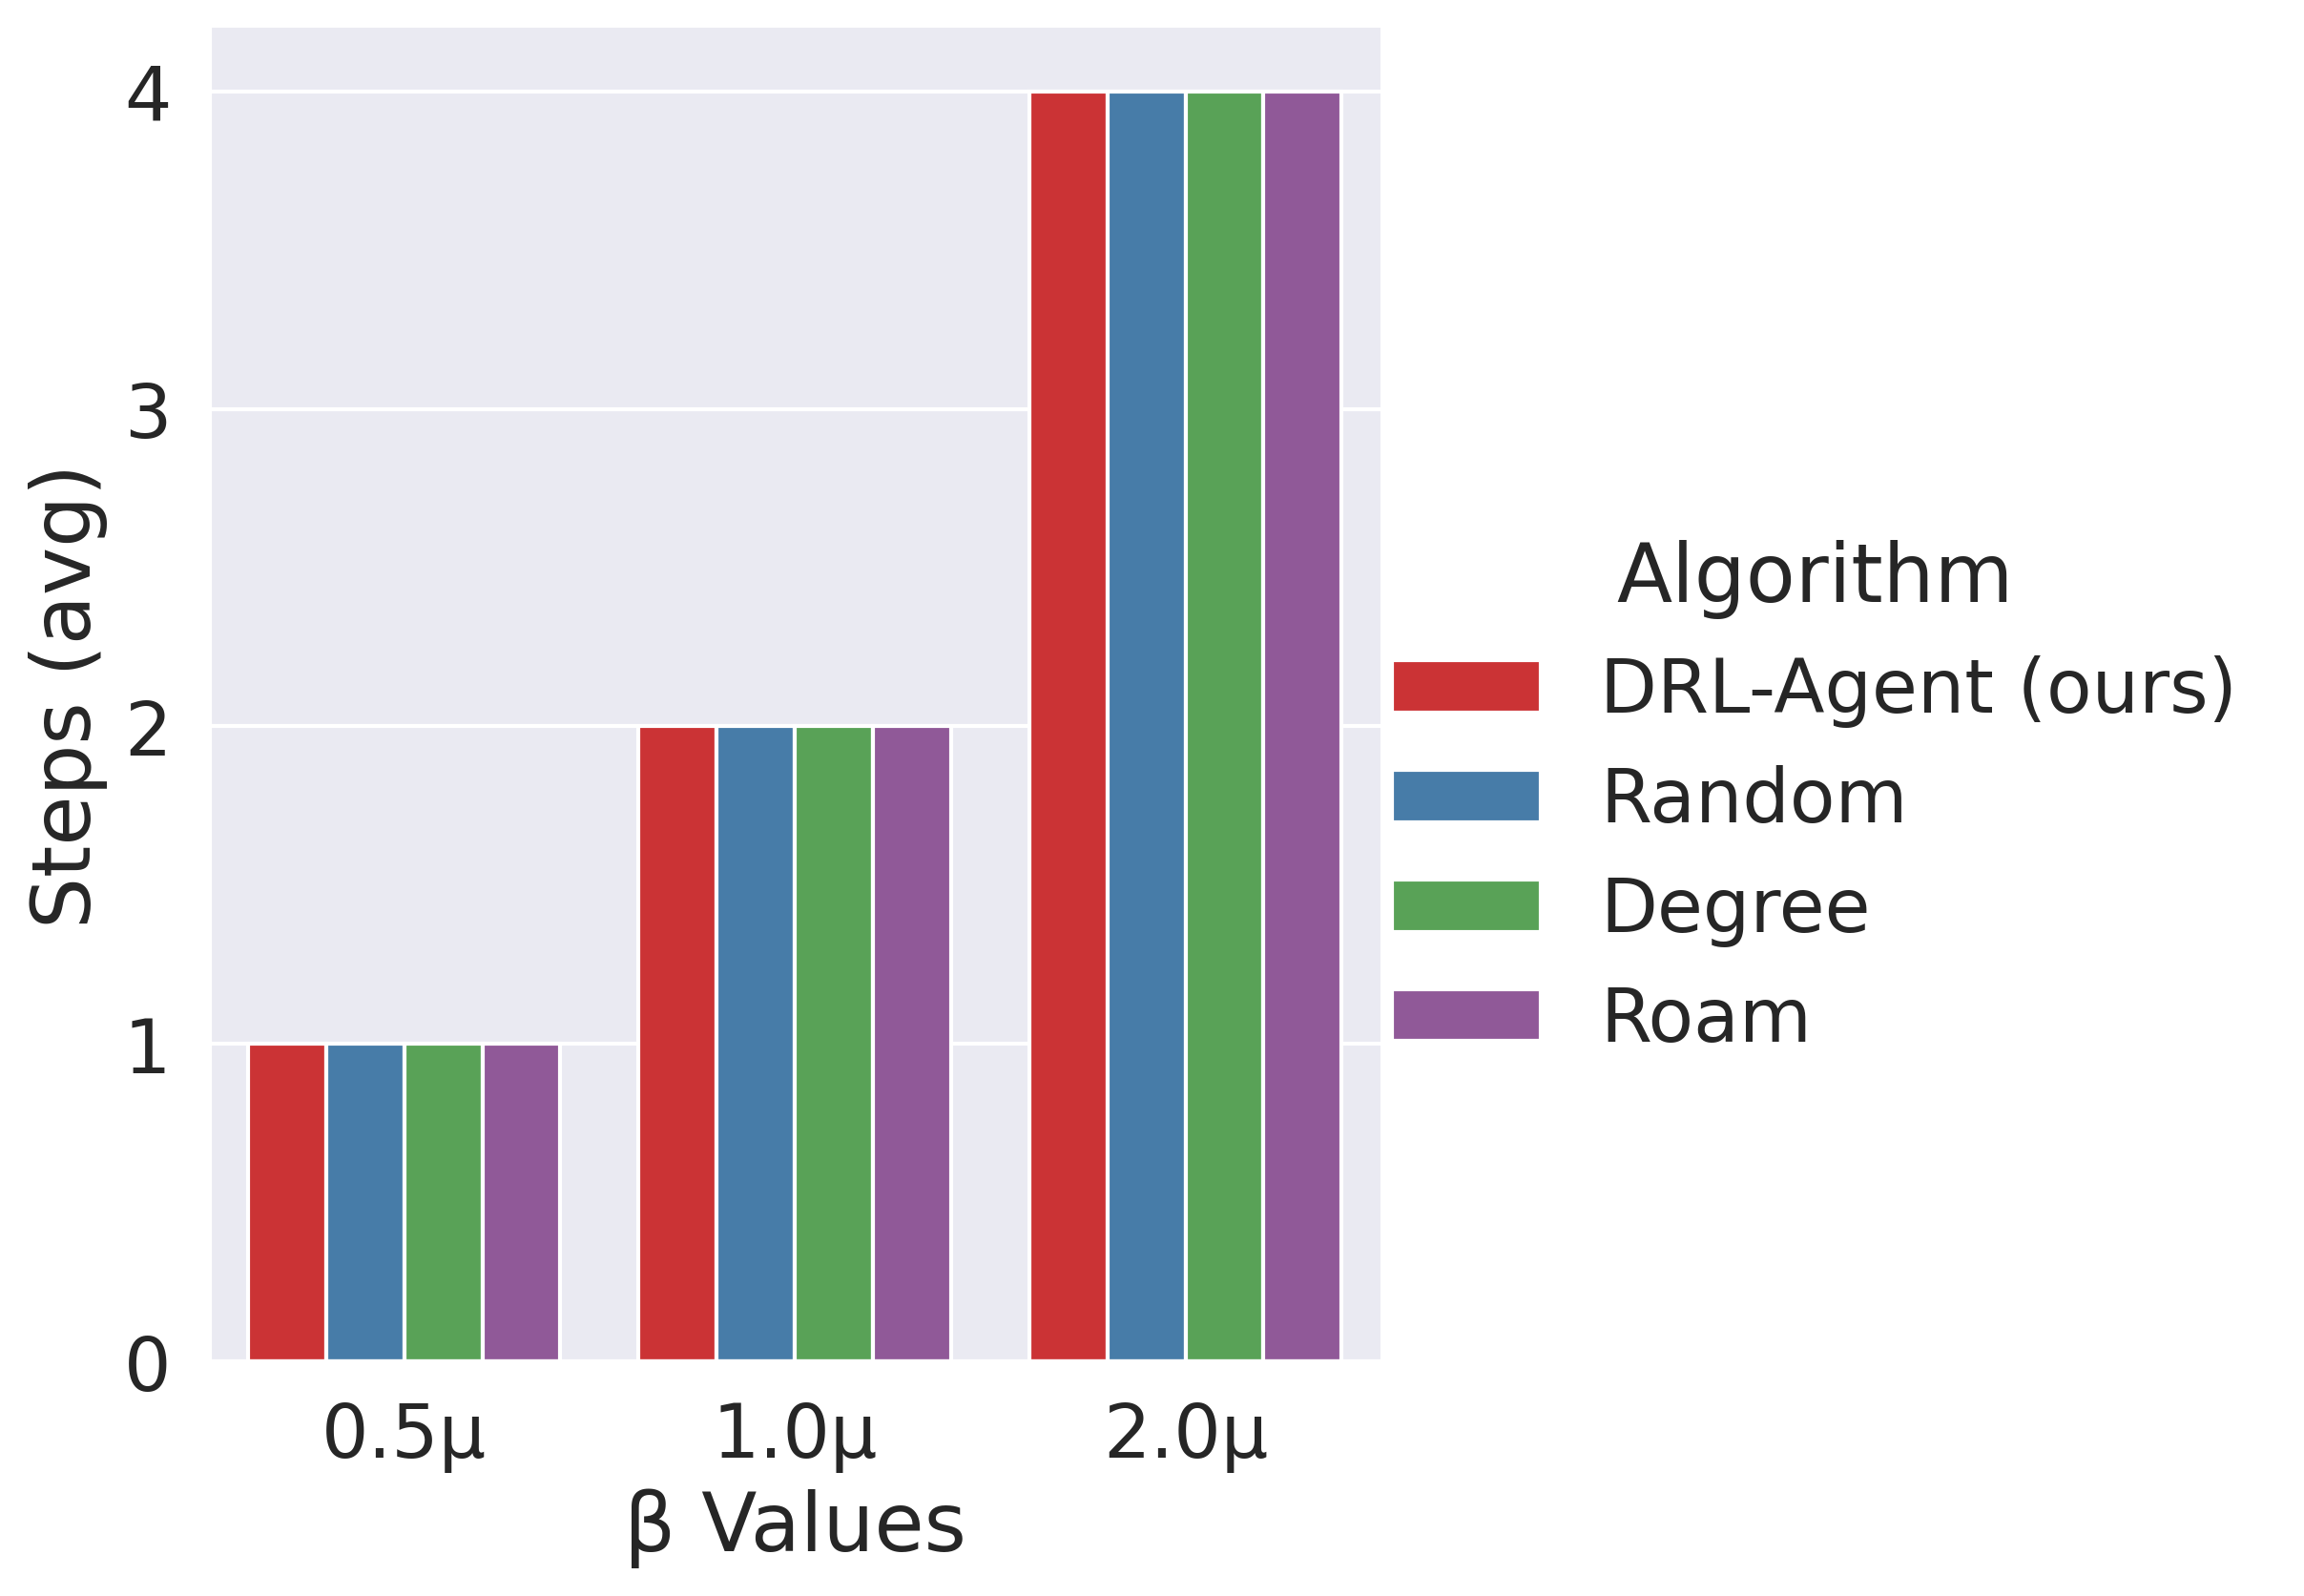 4
3
2
1
0
Steps (avg)
0.5μ 1.0μ 2.0μ
β Values
Algorithm
DRL-Agent (ours)
Random
Degree
Roam